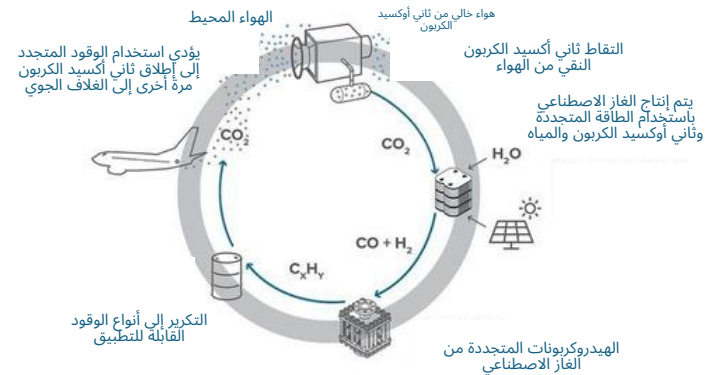 الهواء المحيط
هواء خالي من ثاني أوكسيد
الكربون
التقاط ثاني أكسيد الكربون
النقي من الهواء
يؤدي استخدام الوقود المتجدد
إلى إطلاق ثاني أكسيد الكربون
مرة أخرى إلى الغلاف الجوي
يتم إنتاج الغاز الاصطناعي
باستخدام الطاقة المتجددة
وثاني أوكسيد الكربون والمياه
CO₂
CO₂
H₂O
CO + H₂
CₓHᵧ
التكرير إلى أنواع الوقود
القابلة للتطبيق
الهيدروكربونات المتجددة من
الغاز الاصطناعي